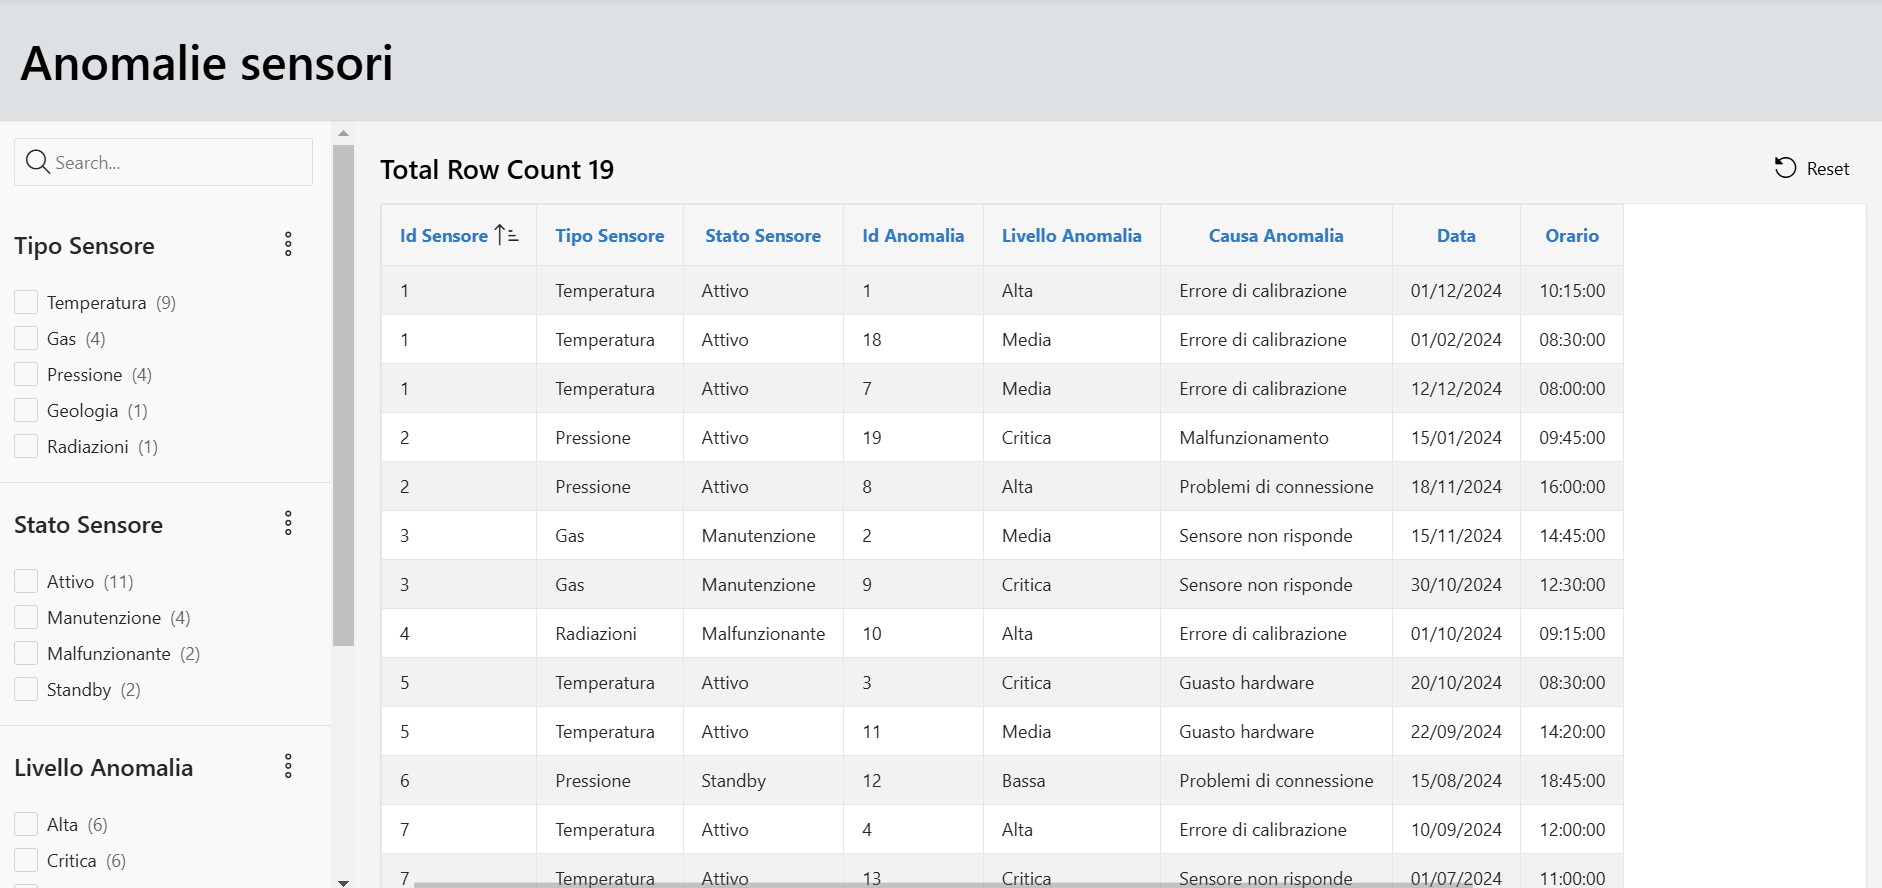 Anomalie sensori
Search...
Tipo Sensore
Temperatura (9)
Gas (4)
Pressione (4)
Geologia (1)
Radiazioni (1)
Stato Sensore
Attivo (11)
Manutenzione (4)
Malfunzionante (2)
Standby (2)
Livello Anomalia
Alta (6)
Critica (6)
Total Row Count 19
Reset
Id Sensore Tipo Sensore Stato Sensore Id Anomalia Livello Anomalia Causa Anomalia Data Orario
1 Temperatura Attivo 1 Alta Errore di calibrazione 01/12/2024 10:15:00
1 Temperatura Attivo 18 Media Errore di calibrazione 01/02/2024 08:30:00
1 Temperatura Attivo 7 Media Errore di calibrazione 12/12/2024 08:00:00
2 Pressione Attivo 19 Critica Malfunzionamento 15/01/2024 09:45:00
2 Pressione Attivo 8 Alta Problemi di connessione 18/11/2024 16:00:00
3 Gas Manutenzione 2 Media Sensore non risponde 15/11/2024 14:45:00
3 Gas Manutenzione 9 Critica Sensore non risponde 30/10/2024 12:30:00
4 Radiazioni Malfunzionante 10 Alta Errore di calibrazione 01/10/2024 09:15:00
5 Temperatura Attivo 3 Critica Guasto hardware 20/10/2024 08:30:00
5 Temperatura Attivo 11 Media Guasto hardware 22/09/2024 14:20:00
6 Pressione Standby 12 Bassa Problemi di connessione 15/08/2024 18:45:00
7 Temperatura Attivo 4 Alta Errore di calibrazione 10/09/2024 12:00:00
7 Temperatura Attivo 13 Critica Sensore non risponde 01/07/2024 11:00:00